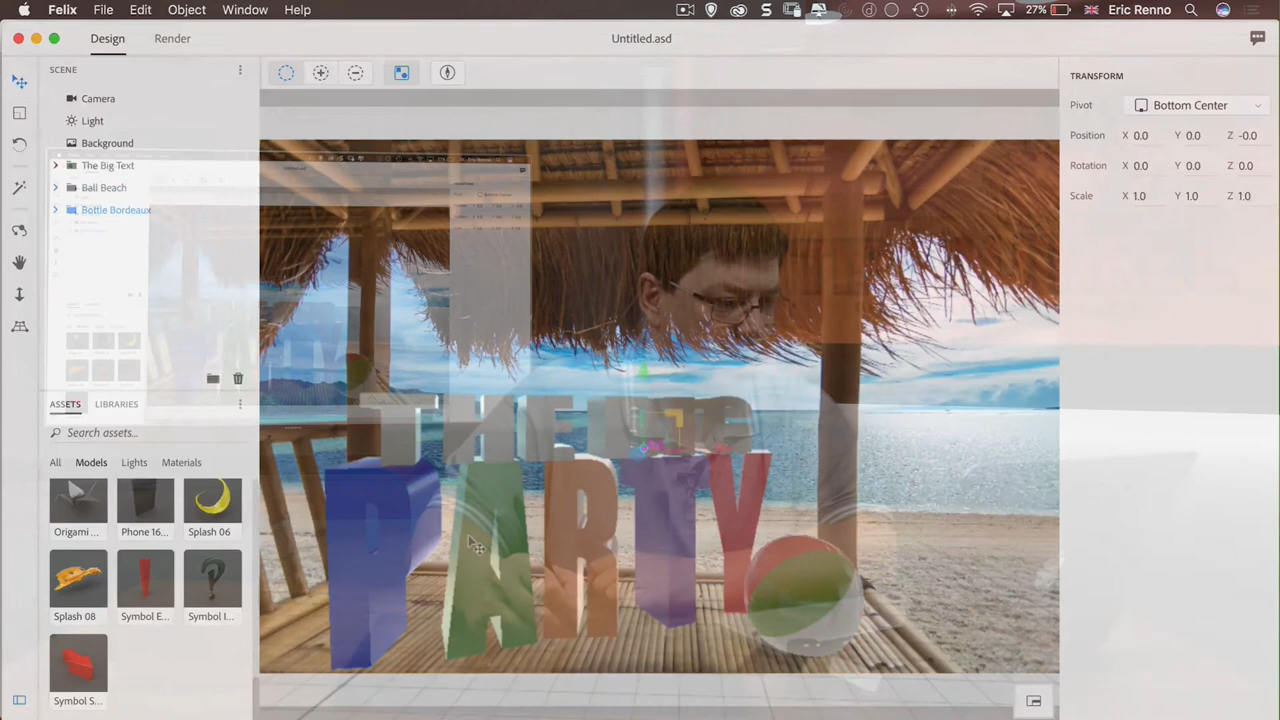 Felix File Edit Object Window Help 27% Eric Renno
Design Render Untitled.asd
SCENE
Camera
Light
Background
The Big Text
Ball Beach
Bottle Bordeaux
ASSETS LIBRARIES
Search assets...
All Models Lights Materials
Origami ... Phone 16... Splash 06
Splash 08 Symbol E... Symbol I...
Symbol S...
THE BIG
PARTY
TRANSFORM
Pivot Bottom Center
Position X 0.0 Y 0.0 Z -0.0
Rotation X 0.0 Y 0.0 Z 0.0
Scale X 1.0 Y 1.0 Z 1.0